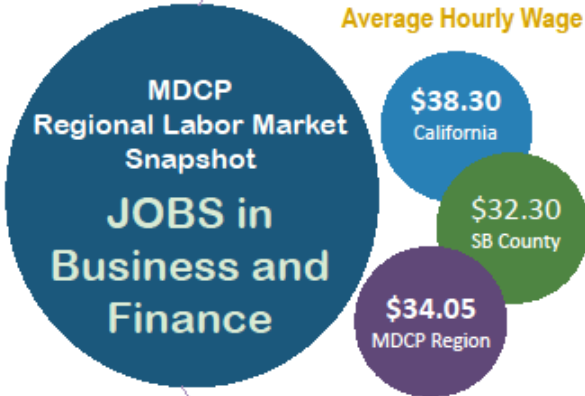 Average Hourly Wage
MDCP
Regional Labor Market
Snapshot
JOBS in
Business and
Finance
$38.30
California
$32.30
SB County
$34.05
MDCP Region